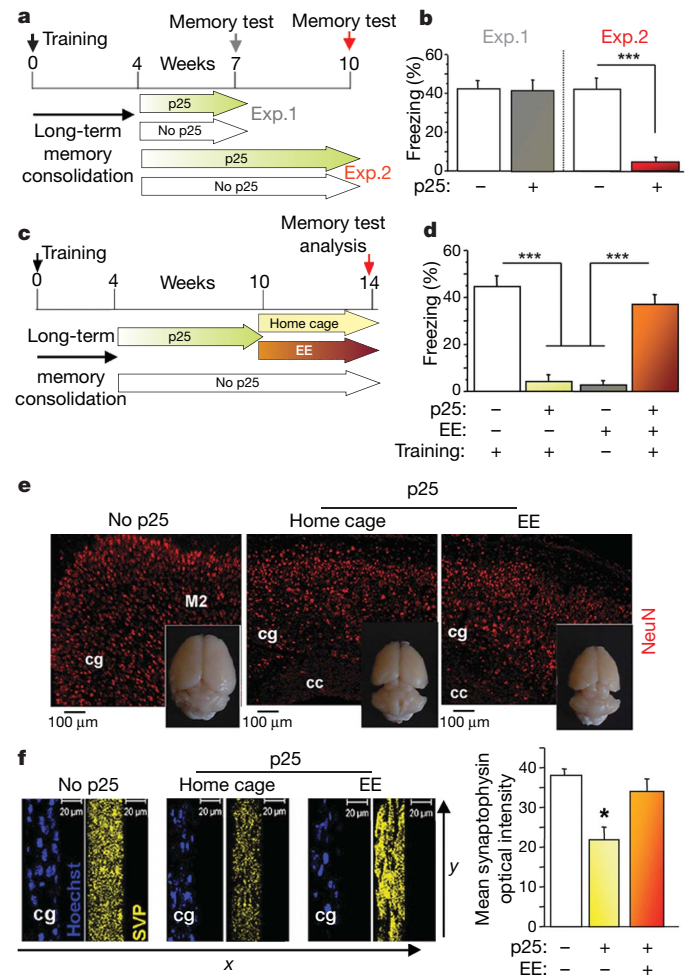 a
Training
Memory test
Memory test
0
4
Weeks
7
10
p25
Exp.1
No p25
Long-term
memory
consolidation
p25
Exp.2
No p25
b
Exp.1
Exp.2
***
Freezing (%)
60
40
20
0
p25: – + – +
c
Training
Memory test
analysis
0
4
Weeks
10
14
Long-term
p25
Home cage
EE
memory
consolidation
No p25
d
Freezing (%)
60
40
20
0
*** ***
p25: – + – +
EE: – – + +
Training: + + – +
e
p25
No p25
Home cage
EE
M2
cg
cg
cc
cg
cc
NeuN
100 µm
100 µm
100 µm
f
p25
No p25
Home cage
EE
20 µm
20 µm
20 µm
20 µm
20 µm
20 µm
cg
Hoechst
SVP
cg
cg
y
x
Mean synaptophysin
optical intensity
50
40
30
20
10
0
*
p25: – + +
EE: – – +